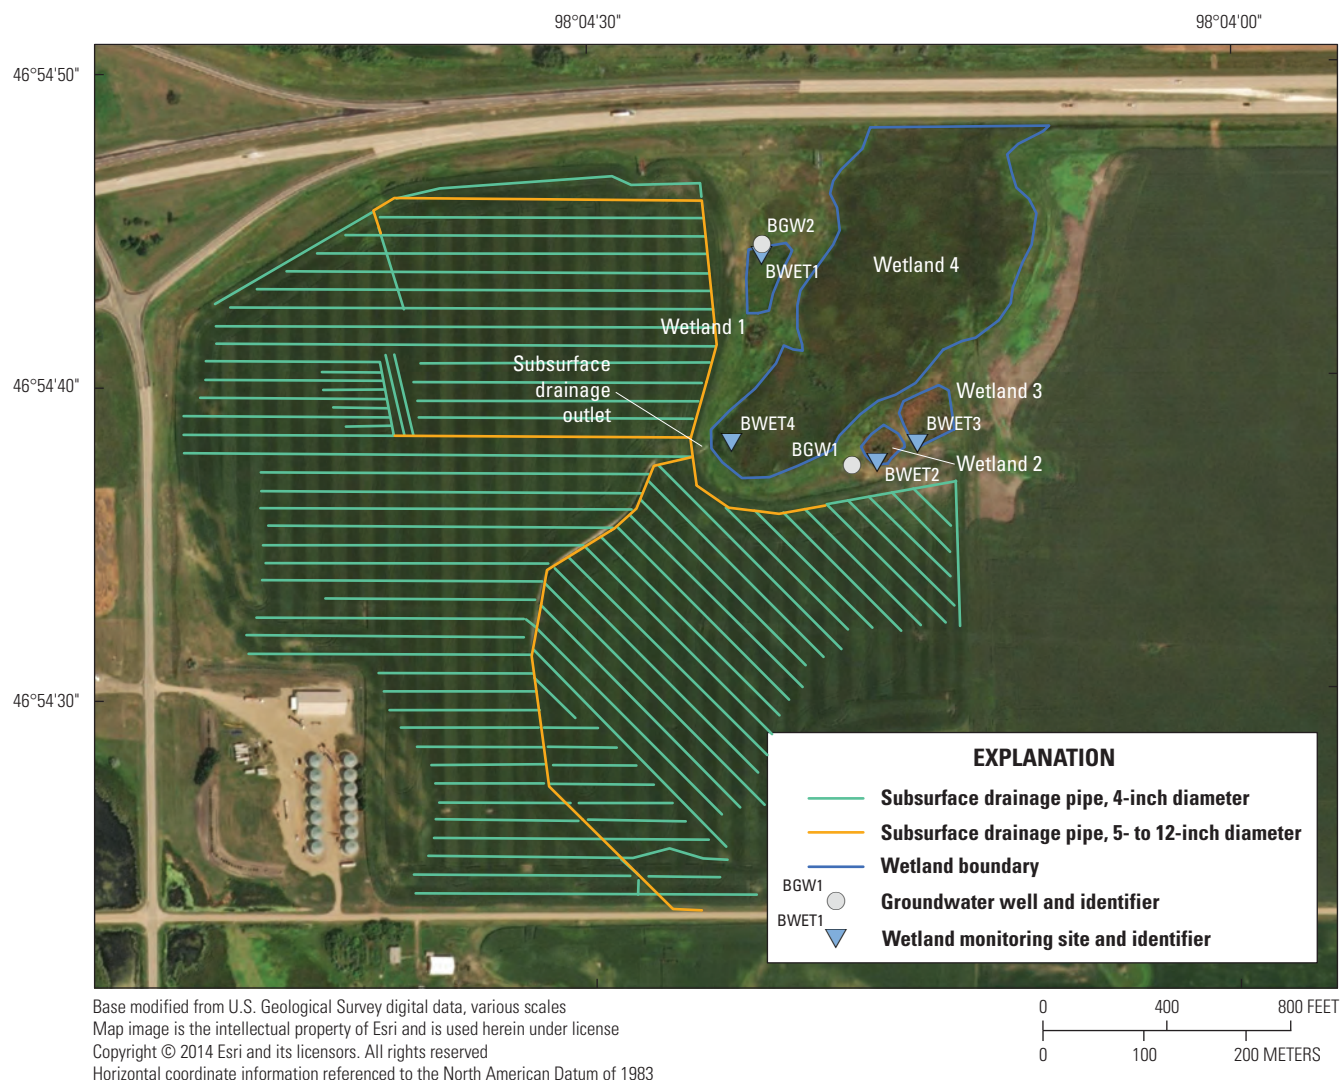 98°04'30"
98°04'00"
46°54'50"
BGW2
BWET1
Wetland 4
Wetland 1
Subsurface
drainage
outlet
46°54'40"
Wetland 3
BWET4
BWET3
BGW1
Wetland 2
BWET2
46°54'30"
EXPLANATION
Subsurface drainage pipe, 4-inch diameter
Subsurface drainage pipe, 5- to 12-inch diameter
Wetland boundary
BGW1
Groundwater well and identifier
BWET1
Wetland monitoring site and identifier
Base modified from U.S. Geological Survey digital data, various scales
Map image is the intellectual property of Esri and is used herein under license
Copyright © 2014 Esri and its licensors. All rights reserved
Horizontal coordinate information referenced to the North American Datum of 1983
0 400 800 FEET
0 100 200 METERS